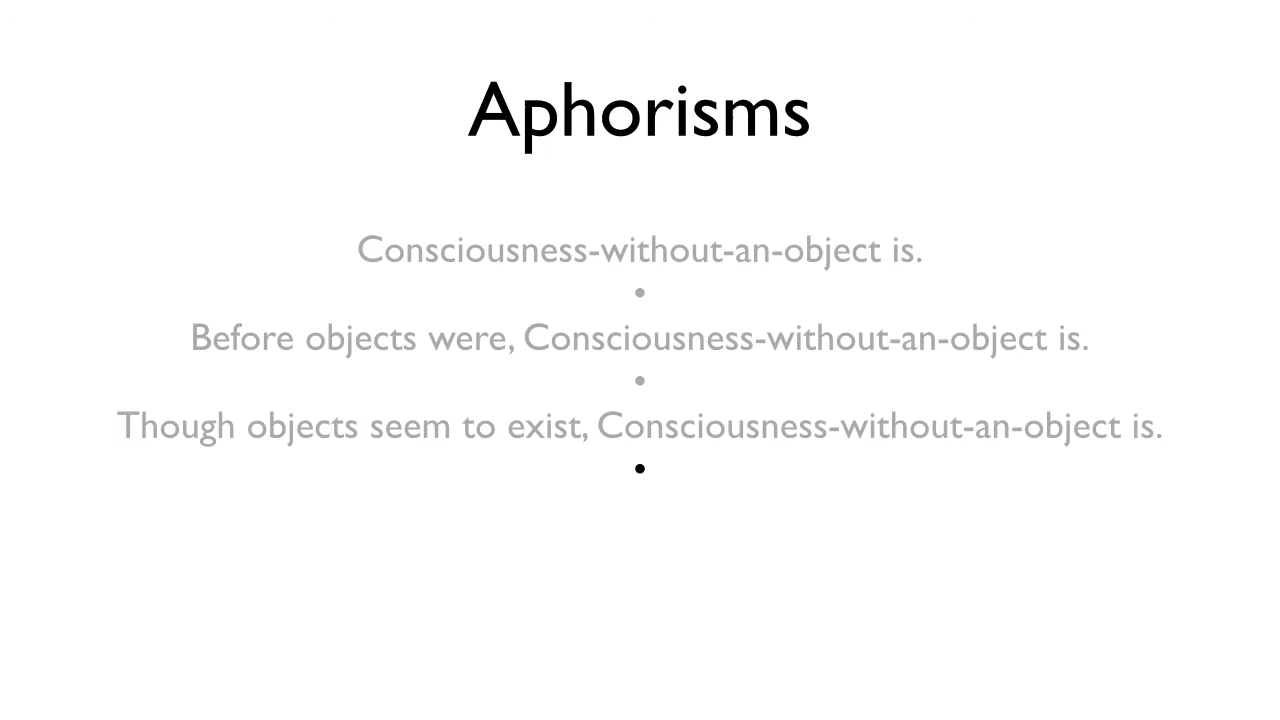 Aphorisms
Consciousness-without-an-object is.
•
Before objects were, Consciousness-without-an-object is.
•
Though objects seem to exist, Consciousness-without-an-object is.
•